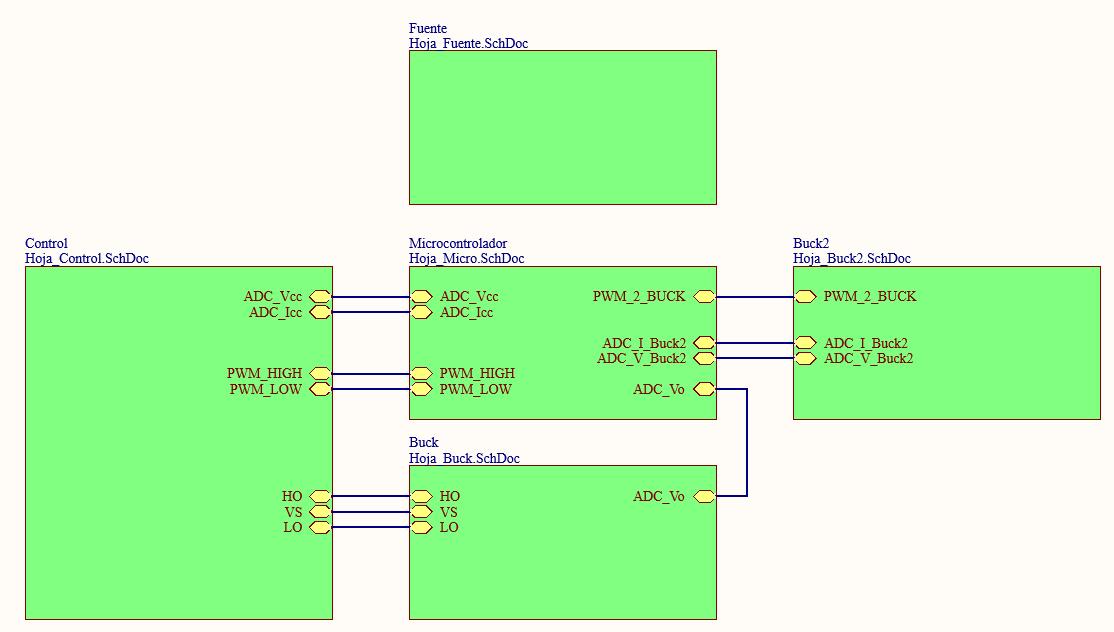 Fuente
Hoja_Fuente.SchDoc
Control
Hoja_Control.SchDoc
ADC_Vcc
ADC_Icc
PWM_HIGH
PWM_LOW
HO
VS
LO
Microcontrolador
Hoja_Micro.SchDoc
ADC_Vcc
ADC_Icc
PWM_HIGH
PWM_LOW
PWM_2_BUCK
ADC_I_Buck2
ADC_V_Buck2
ADC_Vo
Buck2
Hoja_Buck2.SchDoc
PWM_2_BUCK
ADC_I_Buck2
ADC_V_Buck2
Buck
Hoja_Buck.SchDoc
HO
VS
LO
ADC_Vo